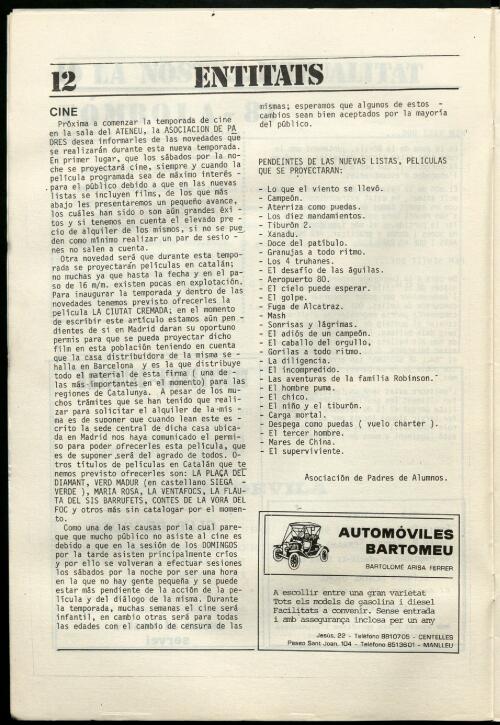 12
ENTITATS
CINE
Próxima a comenzar la temporada de cine
en la sala del ATENEU, la ASOCIACION DE PA
DRES desea informarles de las novedades que
se realizarán durante esta nueva temporada.
En primer lugar, que los sábados por la no-
che se proyectará cine, siempre y cuando la
película programada sea de máximo interés -
para el público debido a que en las nuevas
listas se incluyen films, de los que más
abajo les presentaremos un pequeño avance,
los cuáles han sido o son aún grandes éxi -
tos y si tenemos en cuenta el elevado pre -
cio de alquiler de los mismos, si no se pue
den como mínimo realizar un par de sesio -
nes no salen a cuenta.
Otra novedad será que durante esta tempo-
rada se proyectarán películas en catalán;
no muchas ya que hasta la fecha y en el pa-
so de 16 m/m. existen pocas en explotación.
Para inaugurar la temporada y dentro de las
novedades tenemos previsto ofrecerles la
película LA CIUTAT CREMADA; en el momento
de escribir este artículo estamos aún pen -
dientes de si en Madrid daran su oportuno
permis para que se pueda proyectar dicho
film en esta población teniendo en cuenta
que la casa distribuidora de la misma se -
halla en Barcelona y es la que distribuye
todo el material de esta firma ( una de -
las más importantes en el momento) para las
regiones de Catalunya. A pesar de los mu-
chos trámites que se han tenido que reali-
zar para solicitar el alquiler de la mis -
ma es de suponer que cuando lean este es -
crito la sede central de dicha casa ubica-
da en Madrid nos haya comunicado el permi-
so para poder ofrecerles esta película, que
es de suponer será del agrado de todos. O-
tros títulos de películas en Catalán que te
nemos previsto ofrecerles son: LA PLAÇA DEL
DIAMANT, VERD MADUR (en castellano SIEGA -
VERDE ), MARIA ROSA, LA VENTAFOCS, LA FLAU-
TA DEL SIS BARRUFETS, CONTES DE LA VORA DEL
FOC y otros más sin catalogar por el momen-
to.
Como una de las causas por la cual pare-
que que mucho público no asiste al cine es
debido a que en la sesión de los DOMINGOS
por la tarde asisten principalmente críos
y por ello se volveran a efectuar sesiones
los sábados por la noche por ser una hora
en la que no hay gente pequeña y se puede
estar más pendiente de la acción de la pe-
lícula y del diálogo de la misma. Durante
la temporada, muchas semanas el cine será
infantil, en cambio otras será para todas
las edades con el cambio de censura de las
mismas; esperamos que algunos de estos -
cambios sean bien aceptados por la mayoría
del público.
PENDEINTES DE LAS NUEVAS LISTAS, PELICULAS
QUE SE PROYECTARAN:
- Lo que el viento se llevó.
- Campeón.
- Aterriza como puedas.
- Los diez mandamientos.
- Tiburón 2.
- Xanadu.
- Doce del patíbulo.
- Granujas a todo ritmo.
- Los 4 truhanes.
- El desafío de las águilas.
- Aeropuerto 80.
- El cielo puede esperar.
- El golpe.
- Fuga de Alcatraz.
- Mash
- Sonrisas y lágrimas.
- El adiós de un campeón.
- El caballo del orgullo,
- Gorilas a todo ritmo.
- La diligencia.
- El incompredido.
- Las aventuras de la familia Robinson.
- El hombre puma.
- El chico.
- El niño y el tiburón.
- Carga mortal.
- Despega como puedas ( vuelo charter ).
- El tercer hombre.
- Mares de China.
- El superviviente.
Asociación de Padres de Alumnos.
AUTOMÓVILES
BARTOMEU
BARTOLOMÉ ARISA FERRER
A escollir entre una gran varietat
Tots els models de gasolina i diesel
Facilitats a convenir. Sense entrada
i amb assegurança inclosa per un any
Jesús, 22 - Teléfono 8810705 - CENTELLES
Paseo Sant Joan, 104 - Teléfono 8513601 - MANLLEU